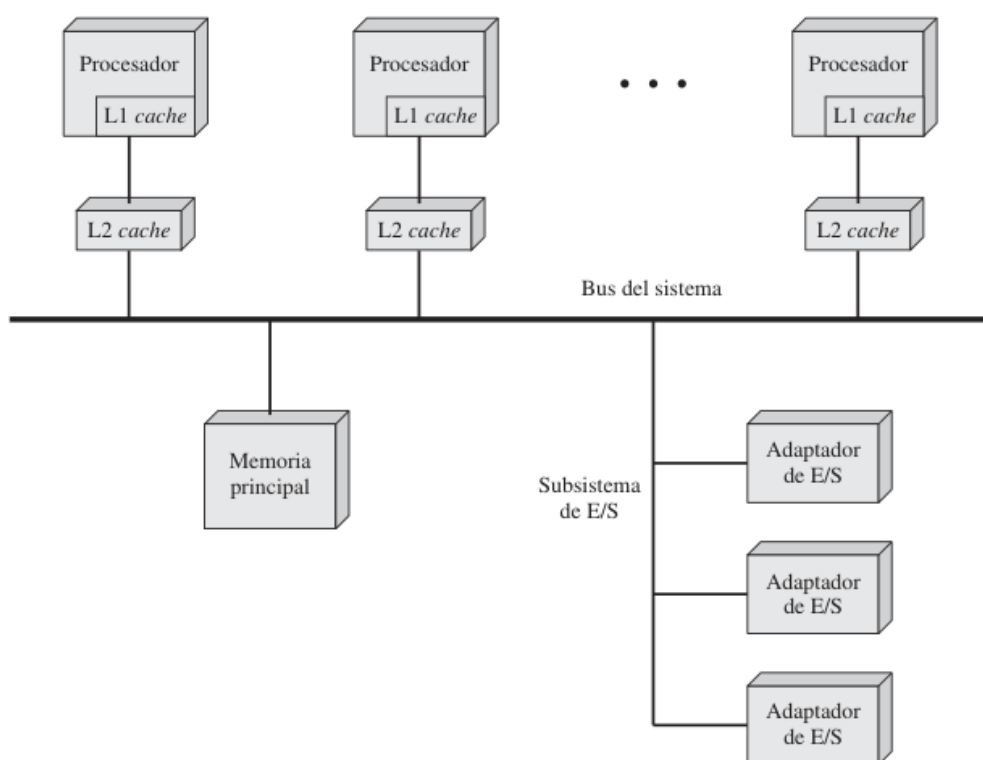 Procesador
L1 cache
Procesador
L1 cache
Procesador
L1 cache
L2 cache
L2 cache
L2 cache
Bus del sistema
Memoria
principal
Subsistema
de E/S
Adaptador
de E/S
Adaptador
de E/S
Adaptador
de E/S